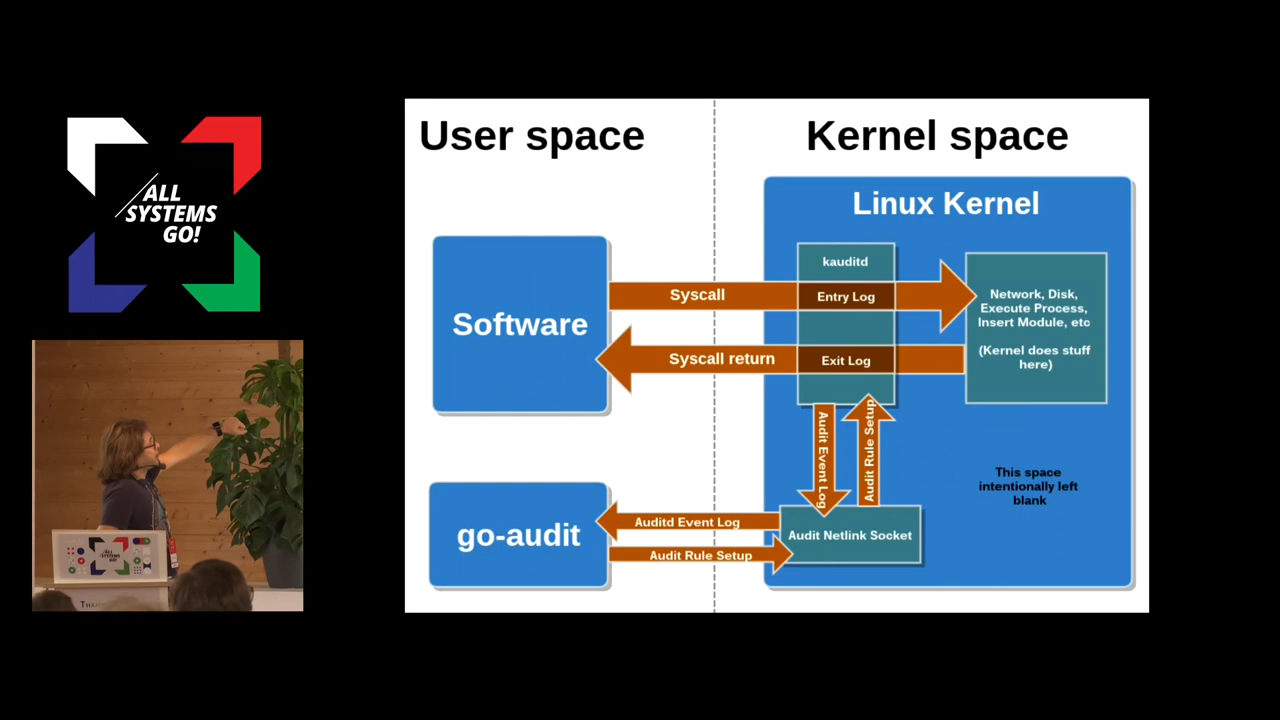 /ALL
SYSTEMS
GO!
User space
Kernel space
Linux Kernel
kauditd
Syscall
Entry Log
Network, Disk,
Execute Process,
Insert Module, etc
(Kernel does stuff
here)
Software
Syscall return
Exit Log
Audit Event Log
Audit Rule Setup
This space
intentionally left
blank
go-audit
Auditd Event Log
Audit Rule Setup
Audit Netlink Socket